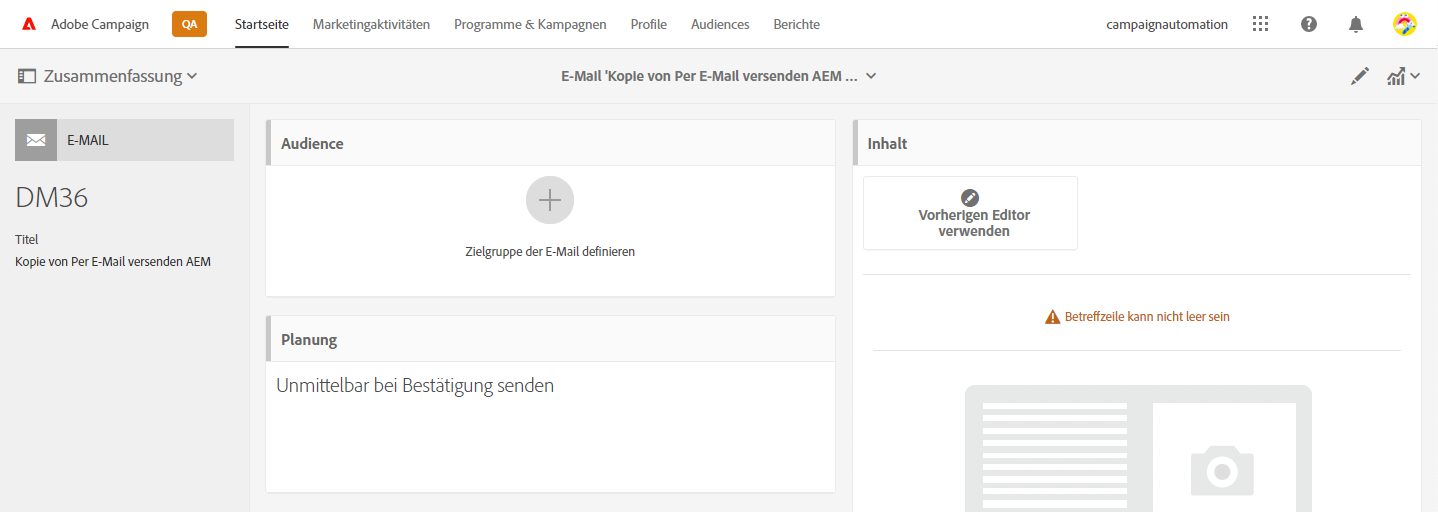 Adobe Campaign
QA
Startseite
Marketingaktivitäten
Programme & Kampagnen
Profile
Audiences
Berichte
campaignautomation
Zusammenfassung
E-Mail 'Kopie von Per E-Mail versenden AEM ...
E-MAIL
DM36
Titel
Kopie von Per E-Mail versenden AEM
Audience
Zielgruppe der E-Mail definieren
Planung
Unmittelbar bei Bestätigung senden
Inhalt
Vorherigen Editor
verwenden
Betreffzeile kann nicht leer sein